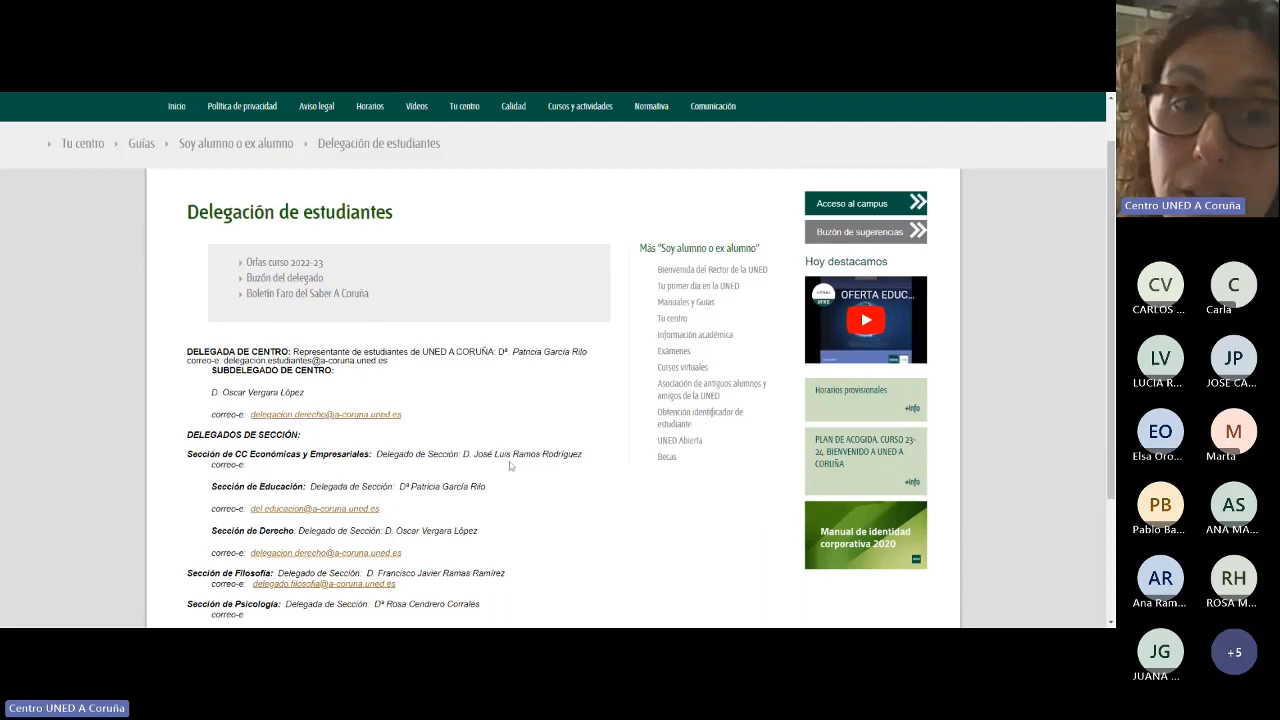 Inicio Política de privacidad Aviso legal Horarios Vídeos Tu centro Calidad Cursos y actividades Normativa Comunicación
Tu centro Guías Soy alumno o ex alumno Delegación de estudiantes
Delegación de estudiantes
Orlas curso 2022-23
Buzón del delegado
Boletín Faro del Saber A Coruña
DELEGADA DE CENTRO: Representante de estudiantes de UNED A CORUÑA: Dª. Patricia García Rilo
correo-e. delegacion.estudiantes@a-coruna.uned.es
SUBDELEGADO DE CENTRO:
D. Oscar Vergara López
correo-e: delegacion.derecho@a-coruna.uned.es
DELEGADOS DE SECCIÓN:
Sección de CC Económicas y Empresariales: Delegado de Sección: D. José Luis Ramos Rodríguez
correo-e:
Sección de Educación: Delegada de Sección: Dª Patricia García Rilo
correo-e: del.educacion@a-coruna.uned.es
Sección de Derecho: Delegado de Sección: D. Oscar Vergara López
correo-e: delegacion.derecho@a-coruna.uned.es
Sección de Filosofía: Delegado de Sección: D. Francisco Javier Ramas Ramírez
correo-e: delegado.filosofia@a-coruna.uned.es
Sección de Psicología: Delegada de Sección: Dª Rosa Cendrero Corrales
correo-e
Más "Soy alumno o ex alumno"
Bienvenida del Rector de la UNED
Tu primer día en la UNED
Manuales y Guías
Tu centro
Información académica
Exámenes
Cursos virtuales
Asociación de antiguos alumnos y
amigos de la UNED
Obtención identificador de
estudiante
UNED Abierta
Becas
Acceso al campus
Buzón de sugerencias
Hoy destacamos
OFERTA EDUC...
Horarios provisionales
+info
PLAN DE ACOGIDA. CURSO 23-
24. BIENVENIDO A UNED A
CORUÑA
+info
Manual de identidad
corporativa 2020
Centro UNED A Coruña
CV
CARLOS ...
C
Carla
LV
LUCIA R...
JP
JOSE CA...
EO
Elsa Oro...
M
Marta
PB
Pablo Ba...
AS
ANA MA...
AR
Ana Ram...
RH
ROSA M...
JG
JUANA ...
+5
Centro UNED A Coruña